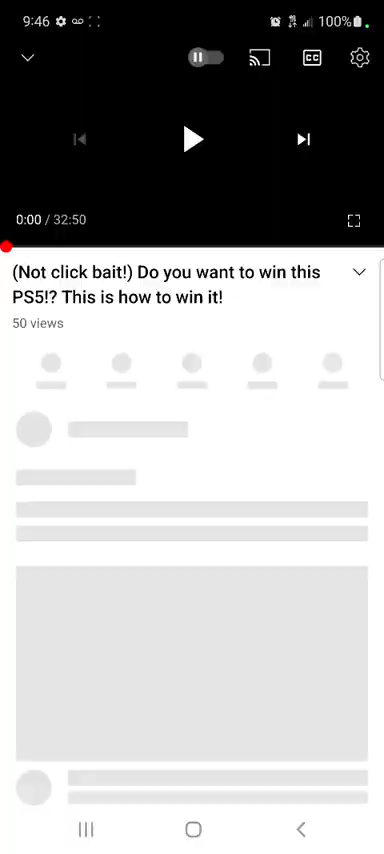 9:46 100%
CC
0:00 / 32:50
(Not click bait!) Do you want to win this
PS5!? This is how to win it!
50 views